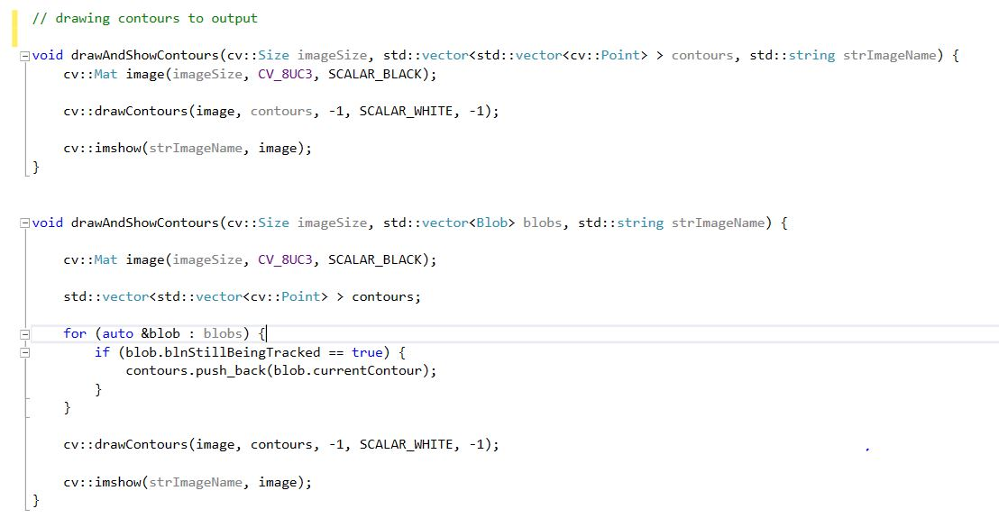 // drawing contours to output
void drawAndShowContours(cv::Size imageSize, std::vector<std::vector<cv::Point> > contours, std::string strImageName) {
    cv::Mat image(imageSize, CV_8UC3, SCALAR_BLACK);
    cv::drawContours(image, contours, -1, SCALAR_WHITE, -1);
    cv::imshow(strImageName, image);
}
void drawAndShowContours(cv::Size imageSize, std::vector<Blob> blobs, std::string strImageName) {
    cv::Mat image(imageSize, CV_8UC3, SCALAR_BLACK);
    std::vector<std::vector<cv::Point> > contours;
    for (auto &blob : blobs) {
        if (blob.blnStillBeingTracked == true) {
            contours.push_back(blob.currentContour);
        }
    }
    cv::drawContours(image, contours, -1, SCALAR_WHITE, -1);
    cv::imshow(strImageName, image);
}